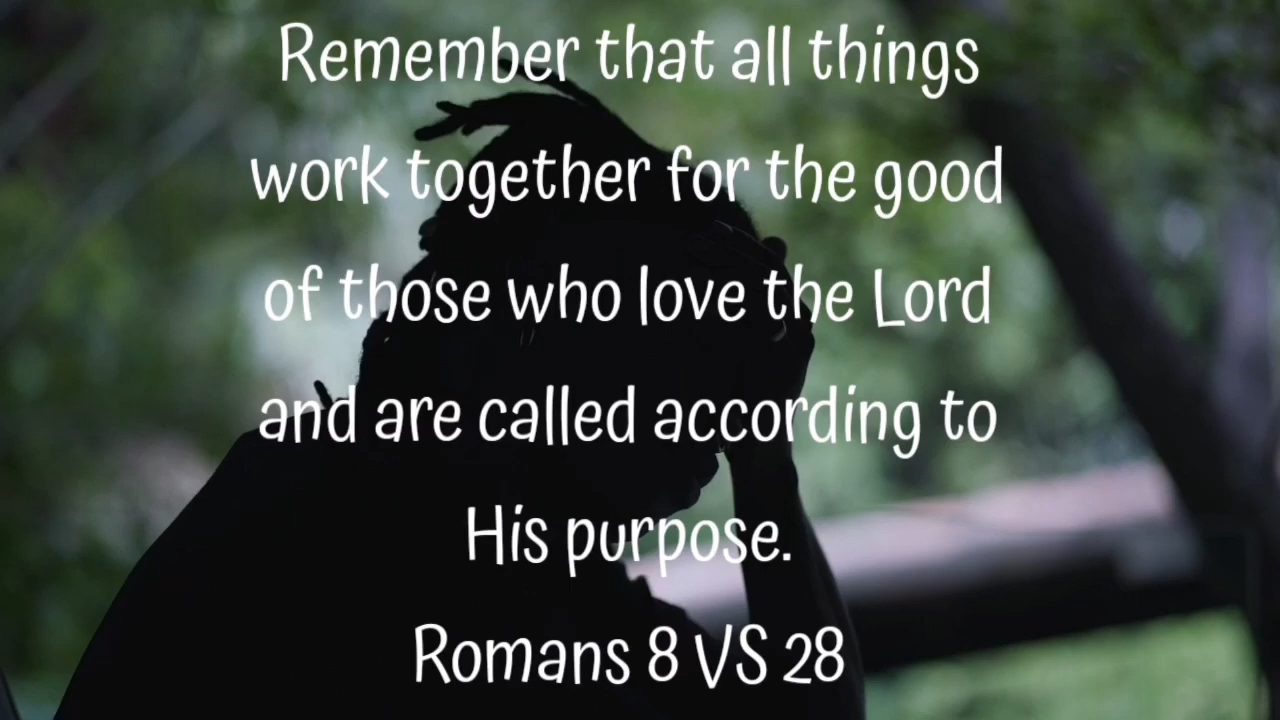 Remember that all things
work together for the good
of those who love the Lord
and are called according to
His purpose.
Romans 8 VS 28